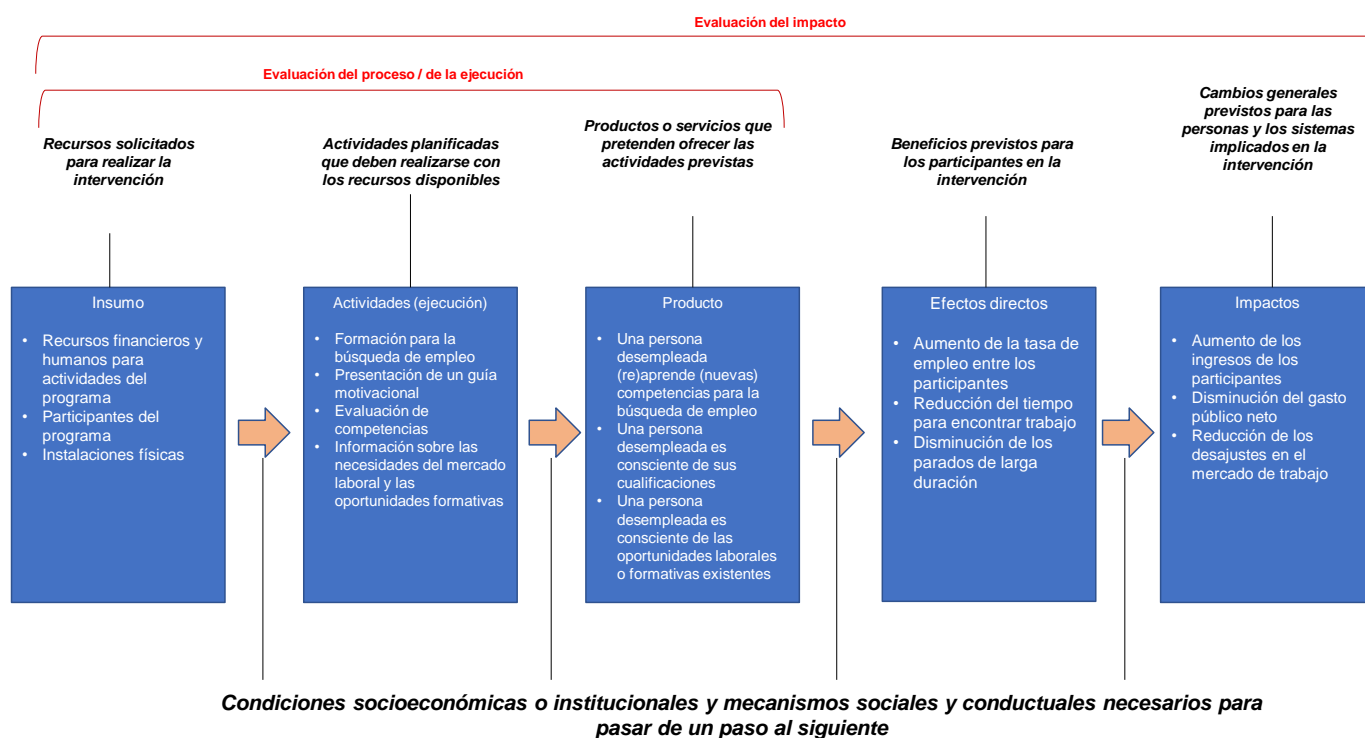 Evaluación del impacto
Evaluación del proceso / de la ejecución
Recursos solicitados
para realizar la
intervención
Actividades planificadas
que deben realizarse con
los recursos disponibles
Productos o servicios que
pretenden ofrecer las
actividades previstas
Beneficios previstos para
los participantes en la
intervención
Cambios generales
previstos para las
personas y los sistemas
implicados en la
intervención
Insumo
• Recursos financieros y
humanos para
actividades del
programa
• Participantes del
programa
• Instalaciones físicas
Actividades (ejecución)
• Formación para la
búsqueda de empleo
• Presentación de un guía
motivacional
• Evaluación de
competencias
• Información sobre las
necesidades del mercado
laboral y las
oportunidades formativas
Producto
• Una persona
desempleada
(re)aprende (nuevas)
competencias para la
búsqueda de empleo
• Una persona
desempleada es
consciente de sus
cualificaciones
• Una persona
desempleada es
consciente de las
oportunidades laborales
o formativas existentes
Efectos directos
• Aumento de la tasa de
empleo entre los
participantes
• Reducción del tiempo
para encontrar trabajo
• Disminución de los
parados de larga
duración
Impactos
• Aumento de los
ingresos de los
participantes
• Disminución del gasto
público neto
• Reducción de los
desajustes en el
mercado de trabajo
Condiciones socioeconómicas o institucionales y mecanismos sociales y conductuales necesarios para
pasar de un paso al siguiente